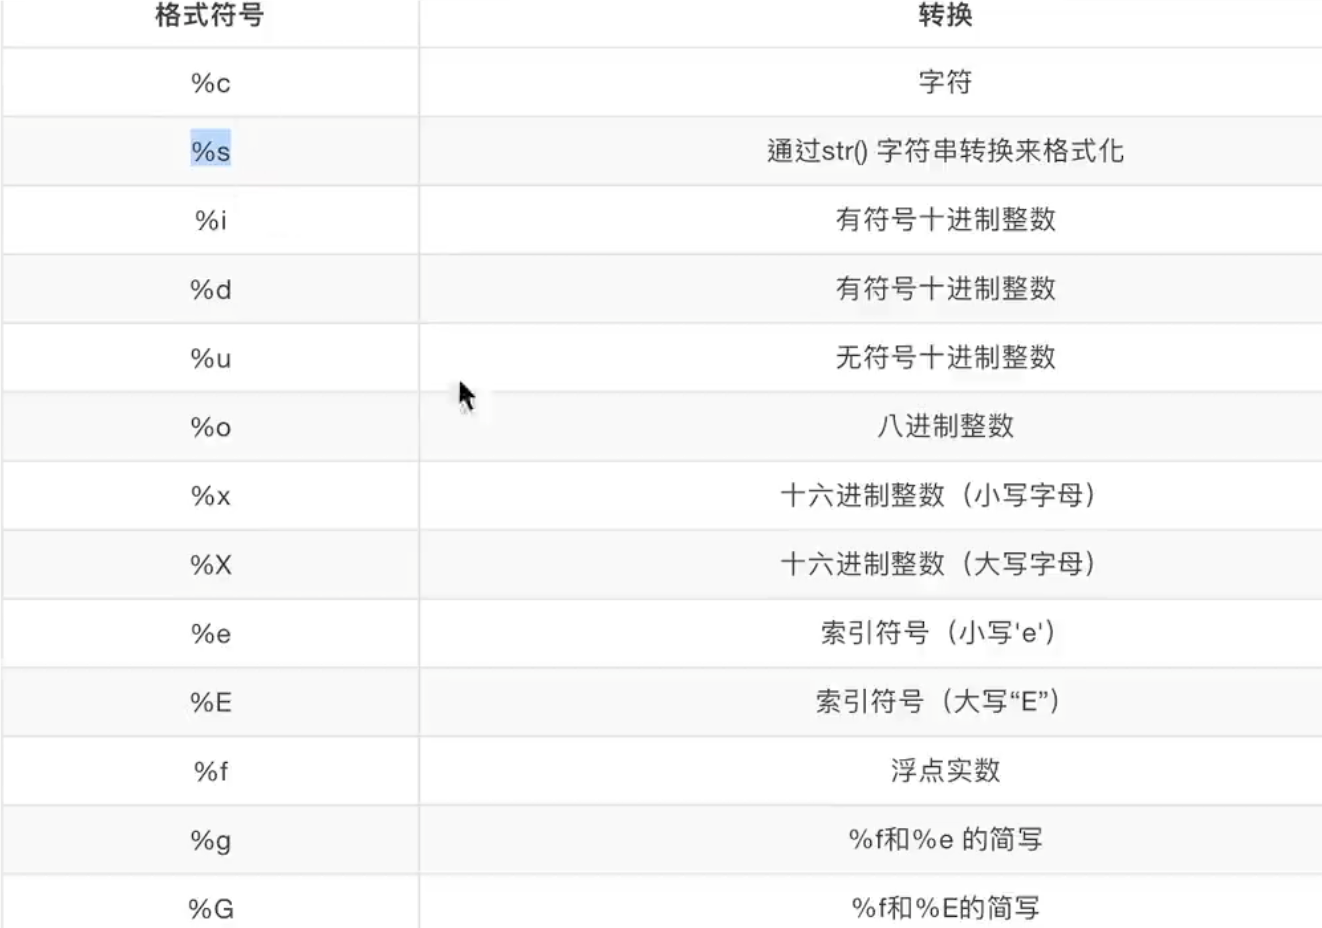 格式符号 转换
%c 字符
%s 通过str() 字符串转换来格式化
%i 有符号十进制整数
%d 有符号十进制整数
%u 无符号十进制整数
%o 八进制整数
%x 十六进制整数（小写字母）
%X 十六进制整数（大写字母）
%e 索引符号（小写'e'）
%E 索引符号（大写“E”）
%f 浮点实数
%g %f和%e 的简写
%G %f和%E的简写